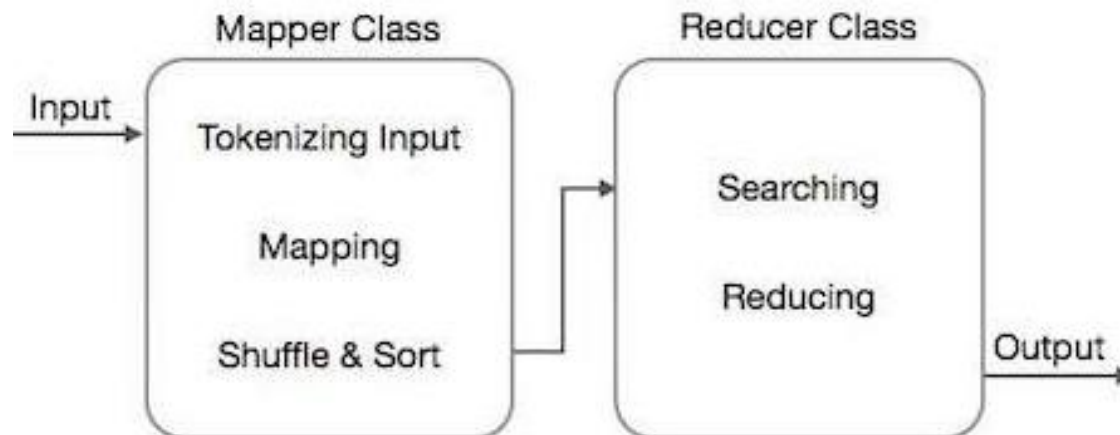 Mapper Class
Reducer Class
Input
Tokenizing Input
Mapping
Shuffle & Sort
Searching
Reducing
Output